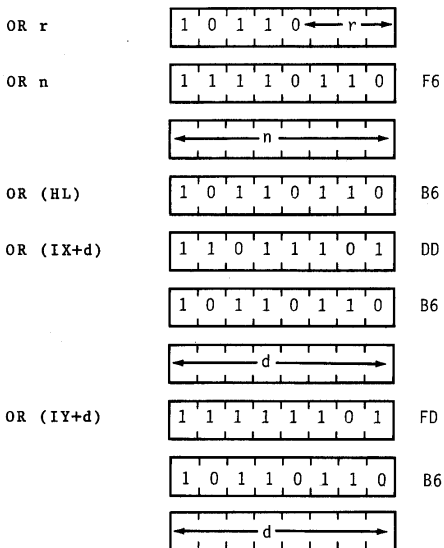 OR r 1 0 1 1 0 r
OR n 1 1 1 1 0 1 1 0 F6
n
OR (HL) 1 0 1 1 0 1 1 0 B6
OR (IX+d) 1 1 0 1 1 1 0 1 DD
1 0 1 1 0 1 1 0 B6
d
OR (IY+d) 1 1 1 1 1 1 0 1 FD
1 0 1 1 0 1 1 0 B6
d